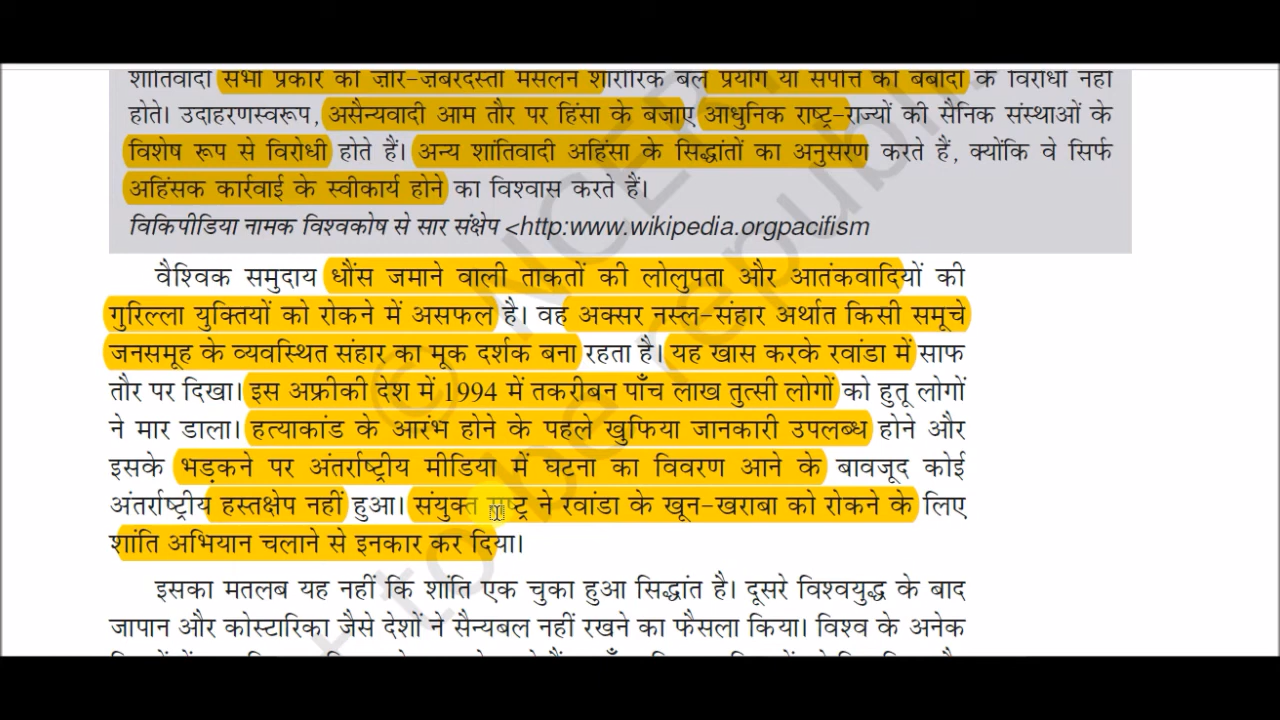 शांतिवादी सभी प्रकार की ज़ोर-ज़बरदस्ती मसलन शारीरिक बल प्रयोग या संपत्ति की बर्बादी के विरोधी नहीं
होते। उदाहरणस्वरूप, असैन्यवादी आम तौर पर हिंसा के बजाए आधुनिक राष्ट्र-राज्यों की सैनिक संस्थाओं के
विशेष रूप से विरोधी होते हैं। अन्य शांतिवादी अहिंसा के सिद्धांतों का अनुसरण करते हैं, क्योंकि वे सिर्फ
अहिंसक कार्रवाई के स्वीकार्य होने का विश्वास करते हैं।
विकिपीडिया नामक विश्वकोष से सार संक्षेप <http:www.wikipedia.orgpacifism
वैश्विक समुदाय धौंस जमाने वाली ताकतों की लोलुपता और आतंकवादियों की
गुरिल्ला युक्तियों को रोकने में असफल है। वह अक्सर नस्ल-संहार अर्थात किसी समूचे
जनसमूह के व्यवस्थित संहार का मूक दर्शक बना रहता है। यह खास करके रवांडा में साफ
तौर पर दिखा। इस अफ्रीकी देश में 1994 में तकरीबन पाँच लाख तुत्सी लोगों को हुतू लोगों
ने मार डाला। हत्याकांड के आरंभ होने के पहले खुफिया जानकारी उपलब्ध होने और
इसके भड़कने पर अंतर्राष्ट्रीय मीडिया में घटना का विवरण आने के बावजूद कोई
अंतर्राष्ट्रीय हस्तक्षेप नहीं हुआ। संयुक्त राष्ट्र ने रवांडा के खून-खराबा को रोकने के लिए
शांति अभियान चलाने से इनकार कर दिया।
इसका मतलब यह नहीं कि शांति एक चुका हुआ सिद्धांत है। दूसरे विश्वयुद्ध के बाद
जापान और कोस्टारिका जैसे देशों ने सैन्यबल नहीं रखने का फैसला किया। विश्व के अनेक